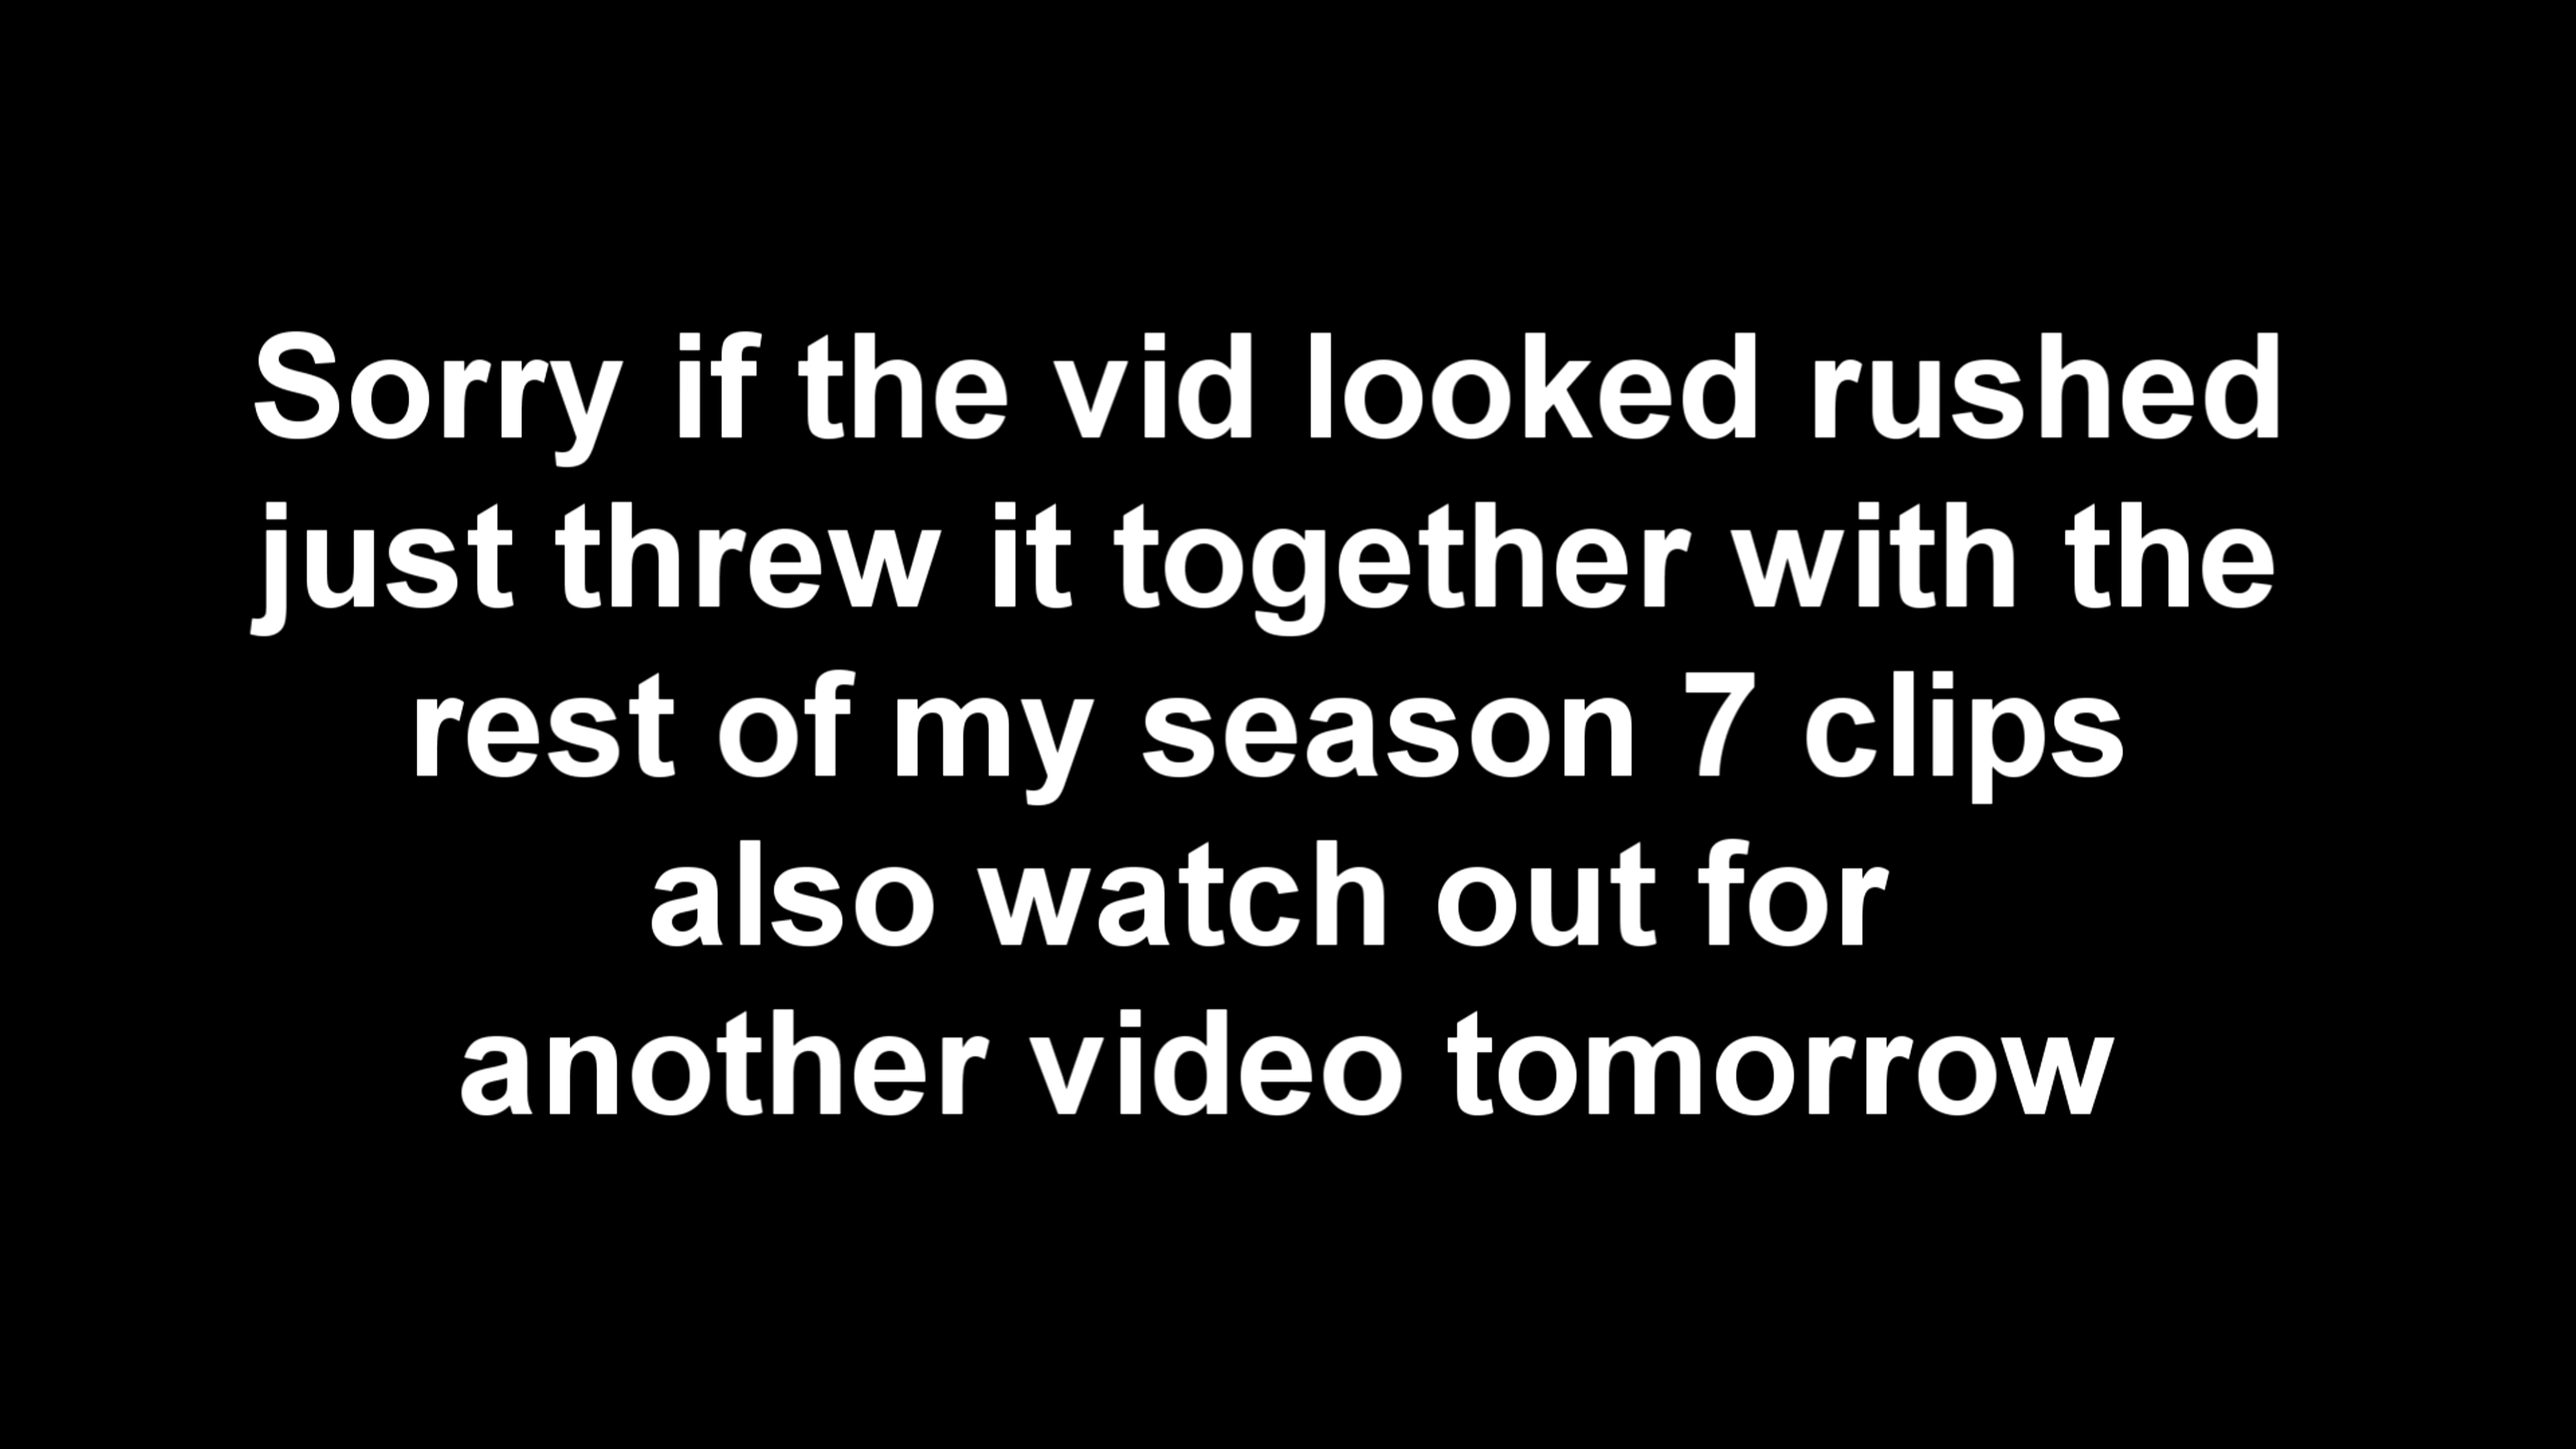 Sorry if the vid looked rushed
just threw it together with the
rest of my season 7 clips
also watch out for
another video tomorrow